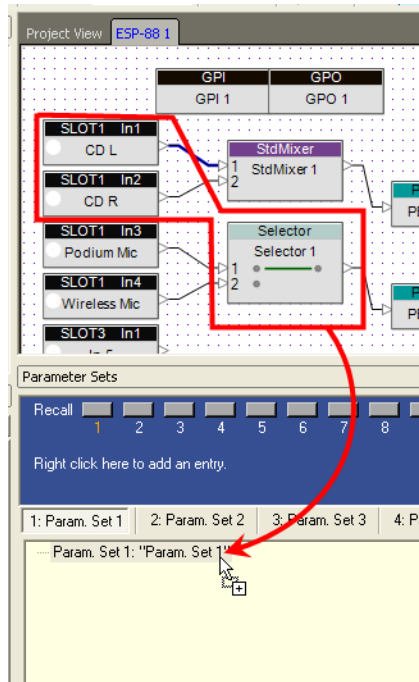 Project View ESP-88 1
GPI GPO
GPI 1 GPO 1
SLOT1 In1
CD L
StdMixer
1 StdMixer 1
2
SLOT1 In2
CD R
SLOT1 In3
Podium Mic
Selector
Selector 1
1
2
SLOT1 In4
Wireless Mic
SLOT3 In1
Parameter Sets
Recall
1 2 3 4 5 6 7 8
Right click here to add an entry.
1: Param. Set 1 2: Param. Set 2 3: Param. Set 3 4: P
Param. Set 1: "Param. Set 1"